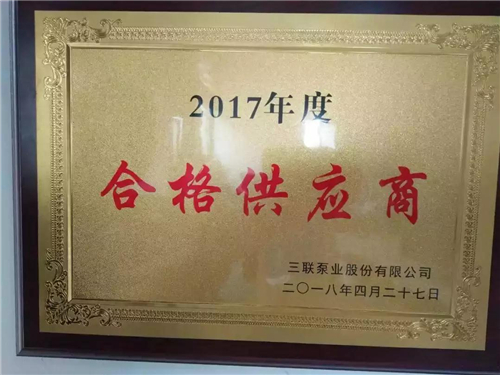 2017年度
合格供应商
三联泵业股份有限公司
二〇一八年四月二十七日